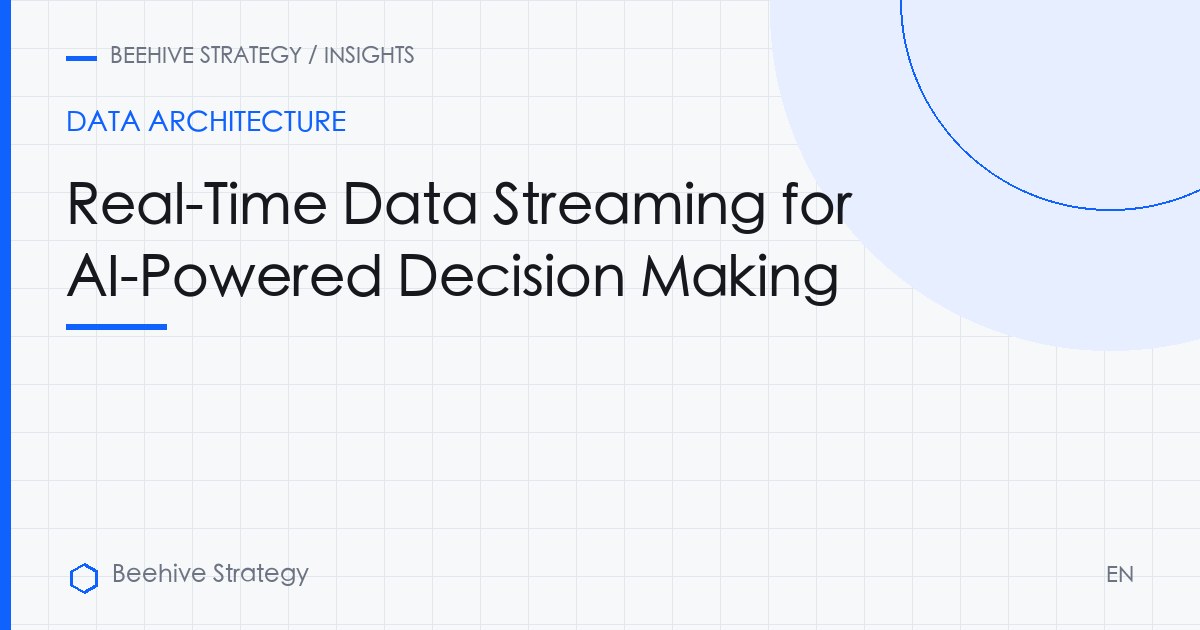 BEEHIVE STRATEGY / INSIGHTS
DATA ARCHITECTURE
Real-Time Data Streaming for
AI-Powered Decision Making
Beehive Strategy
EN